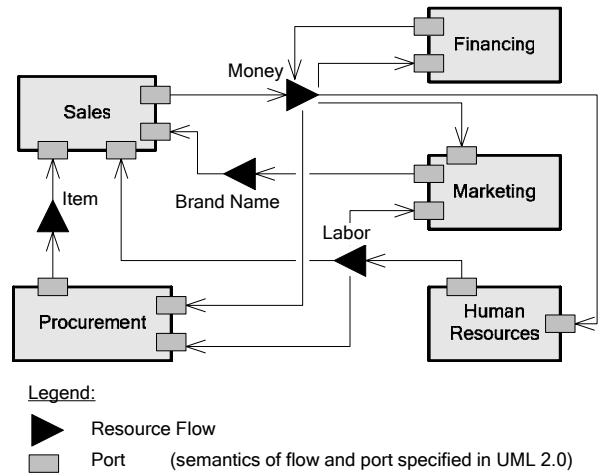 Financing
Money
Sales
Brand Name
Marketing
Item
Labor
Procurement
Human
Resources
Legend:
Resource Flow
Port (semantics of flow and port specified in UML 2.0)